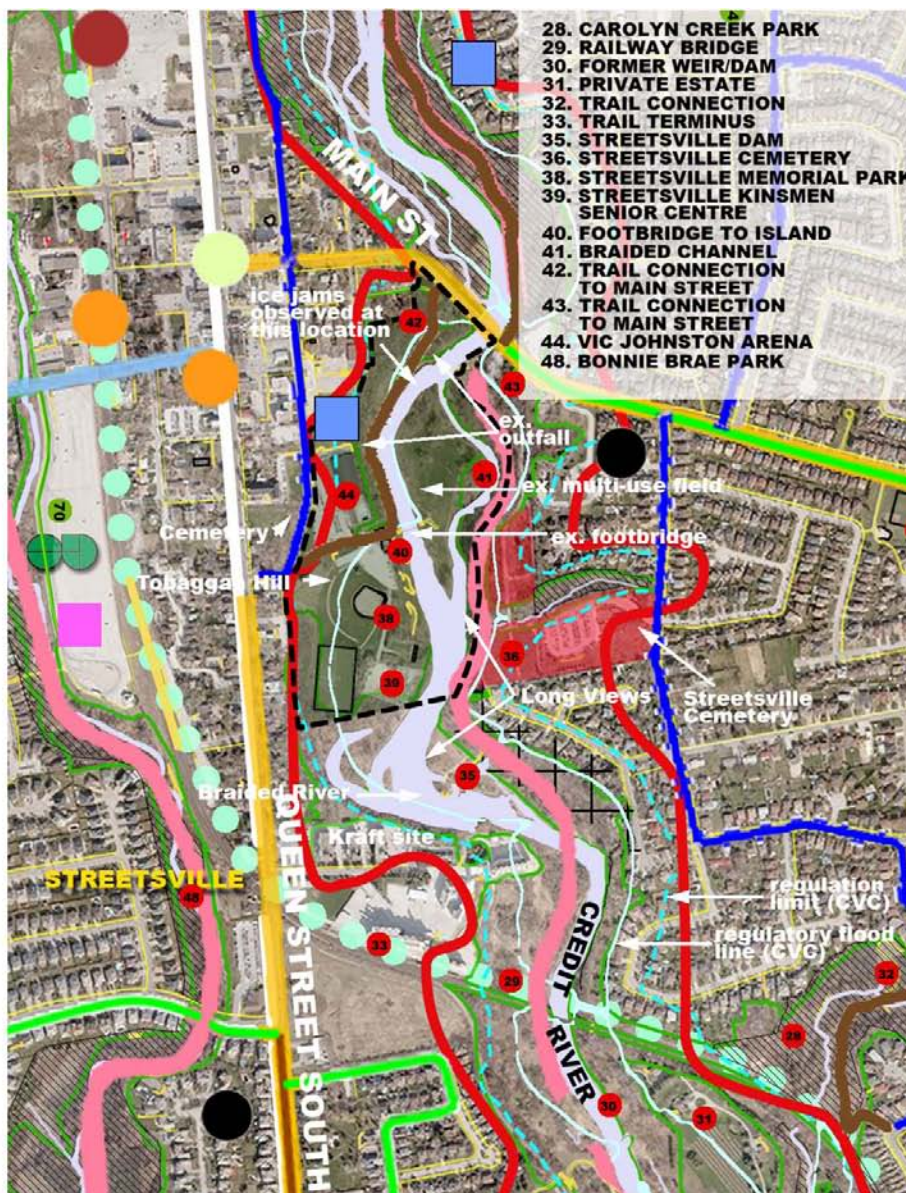 28. CAROLYN CREEK PARK
29. RAILWAY BRIDGE
30. FORMER WEIR/DAM
31. PRIVATE ESTATE
32. TRAIL CONNECTION
33. TRAIL TERMINUS
35. STREETSVILLE DAM
36. STREETSVILLE CEMETERY
38. STREETSVILLE MEMORIAL PARK
39. STREETSVILLE KINSMEN
SENIOR CENTRE
40. FOOTBRIDGE TO ISLAND
41. BRAIDED CHANNEL
42. TRAIL CONNECTION
TO MAIN STREET
43. TRAIL CONNECTION
TO MAIN STREET
44. VIC JOHNSTON ARENA
48. BONNIE BRAE PARK
MAIN ST
ice jams
observed at
this location
42
43
ex.
outfall
41
44
ex. multi-use field
Cemetery
ex. footbridge
40
70
Tobaggan Hill
38
36
39
Long Views
Streetsville
Cemetery
35
Braided River
Kraft site
STREETSVILLE
48
QUEEN STREET SOUTH
regulation
limit (CVC)
CREDIT RIVER
regulatory flood
line (CVC)
33
29
32
28
30
31